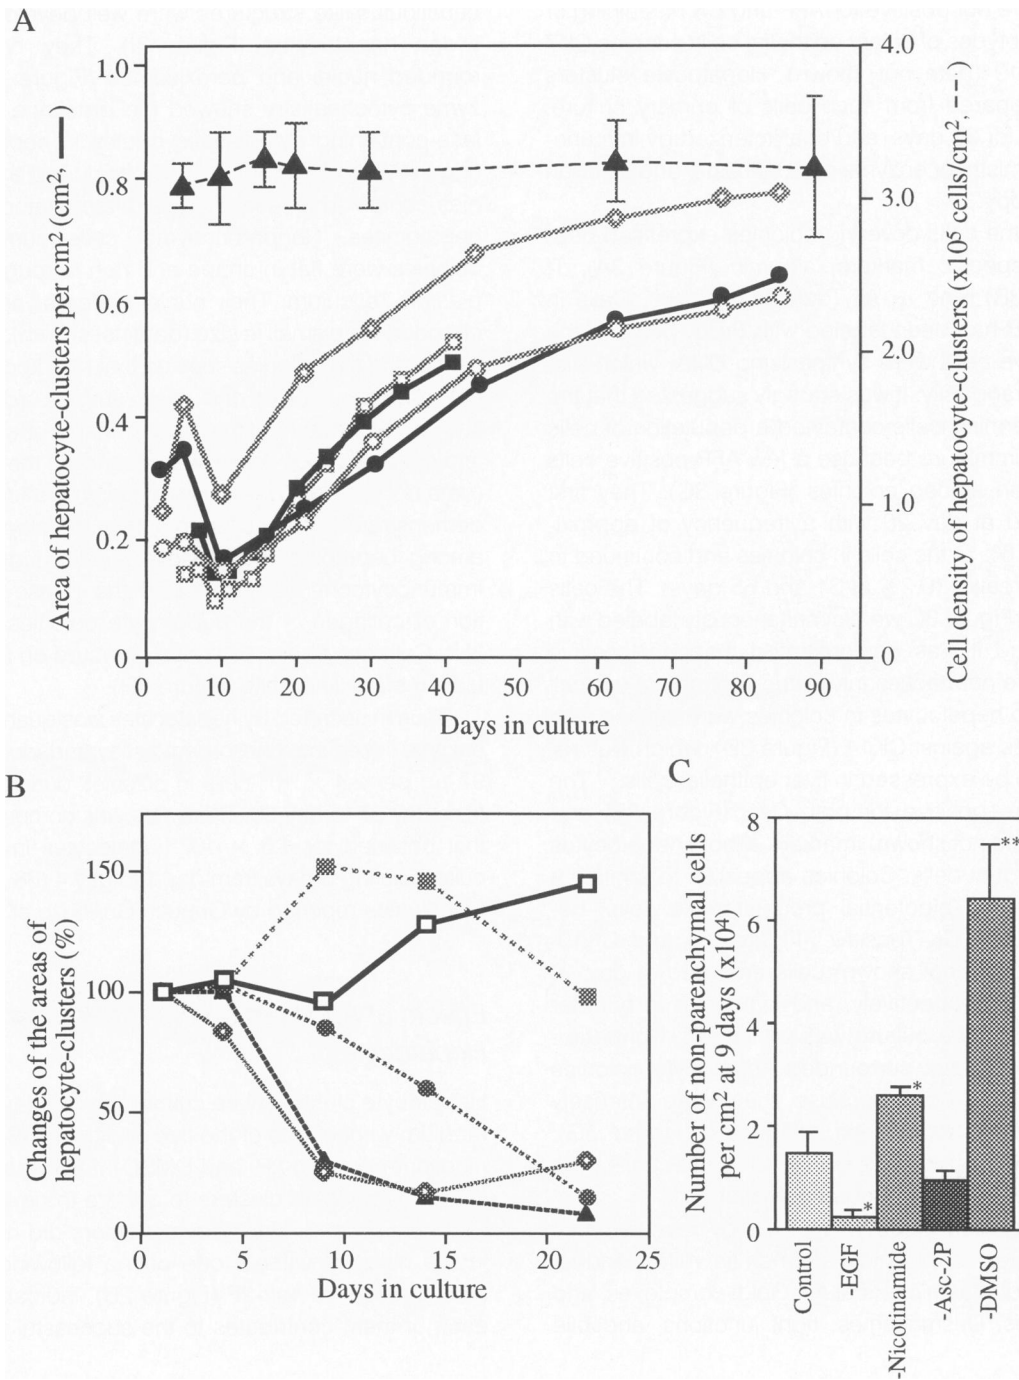 A
Area of hepatocyte-clusters per cm2 (cm2, )
1.0
0.8
0.6
0.4
0.2
0
4.0
3.0
2.0
1.0
0
Cell density of hepatocyte-clusters (x105 cells/cm2, )
0 10 20 30 40 50 60 70 80 90
Days in culture
B
Changes of the areas of
hepatocyte-clusters (%)
150
100
50
0
0 5 10 15 20 25
Days in culture
C
Number of non-parenchymal cells
per cm2 at 9 days (x104)
8
6
4
2
0
*
*
**
Control
-EGF
-Nicotinamide
-Asc-2P
-DMSO